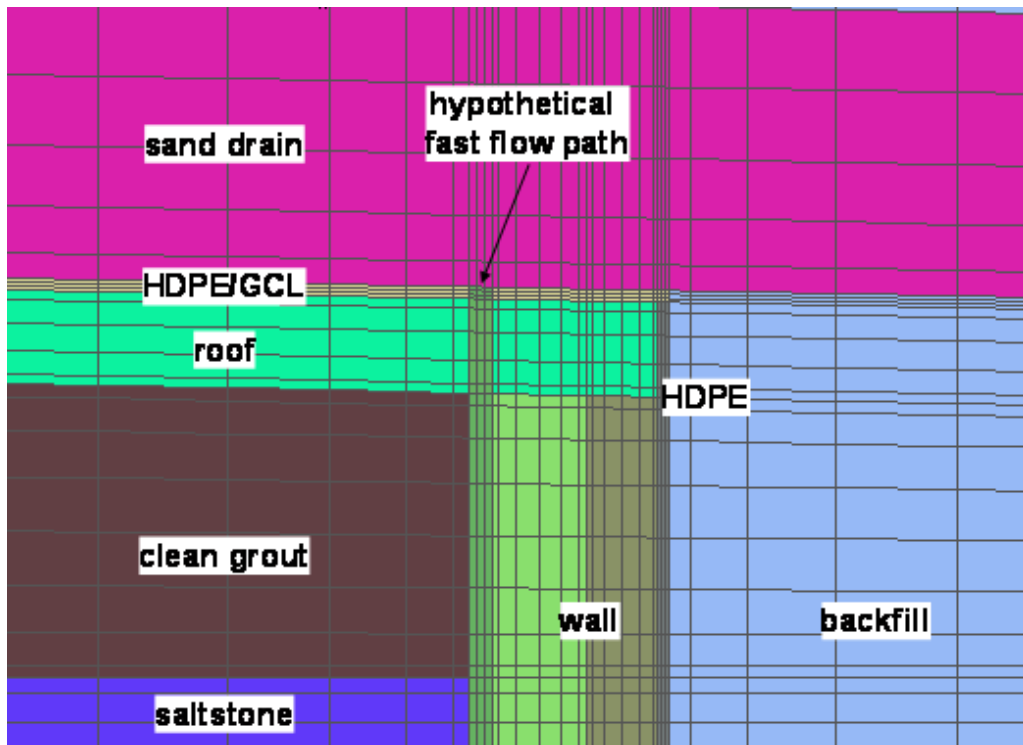 hypothetical
fast flow path
sand drain
HDPE/GCL
roof
HDPE
clean grout
wall
backfill
saltstone